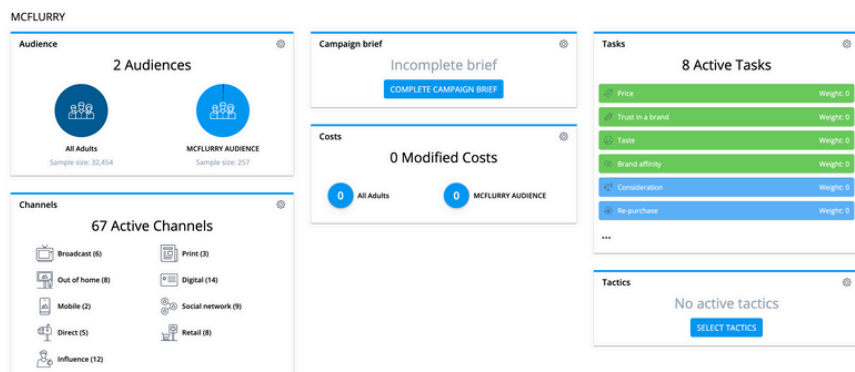 MCFLURRY
Audience
2 Audiences
All Adults
Sample size: 32,454
MCFLURRY AUDIENCE
Sample size: 257
Channels
67 Active Channels
Broadcast (6)
Print (3)
Out of home (8)
Digital (14)
Mobile (2)
Social network (9)
Direct (5)
Retail (8)
Influence (12)
Campaign brief
Incomplete brief
COMPLETE CAMPAIGN BRIEF
Costs
0 Modified Costs
0 All Adults
0 MCFLURRY AUDIENCE
Tasks
8 Active Tasks
Price Weight: 0
Trust in a brand Weight: 0
Taste Weight: 0
Brand affinity Weight: 0
Consideration Weight: 0
Re-purchase Weight: 0
...
Tactics
No active tactics
SELECT TACTICS